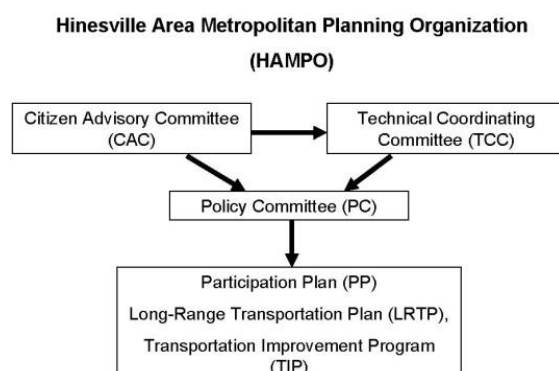 Hinesville Area Metropolitan Planning Organization
(HAMPO)
Citizen Advisory Committee
(CAC)
Technical Coordinating
Committee (TCC)
Policy Committee (PC)
Participation Plan (PP)
Long-Range Transportation Plan (LRTP),
Transportation Improvement Program
(TIP)